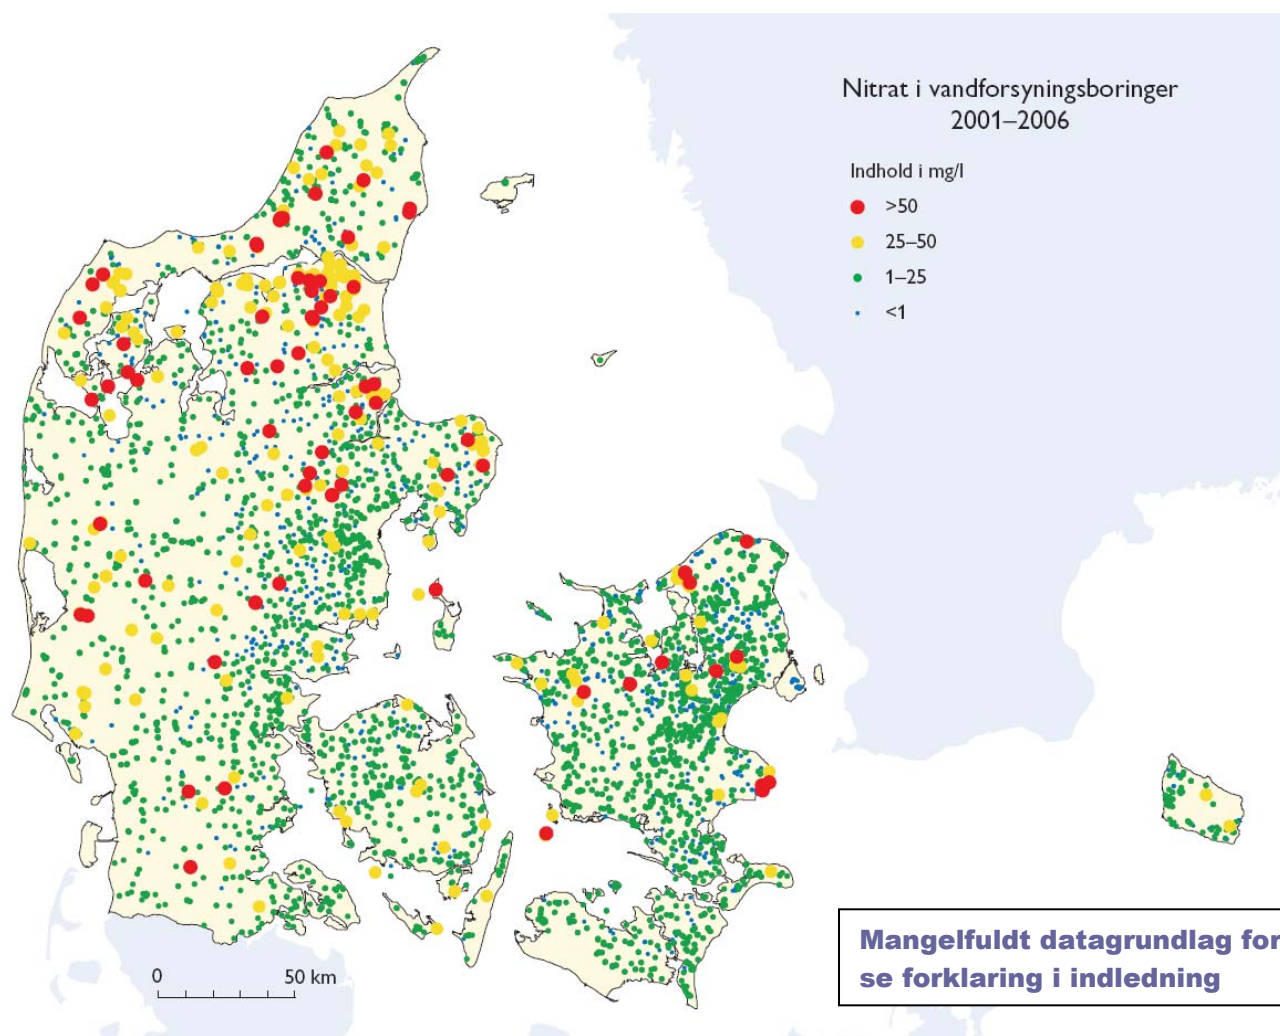 Nitrat i vandforsyningsboringer
2001–2006
Indhold i mg/l
>50
25–50
1–25
<1
0 50 km
Mangelfuldt datagrundlag for
se forklaring i indledning